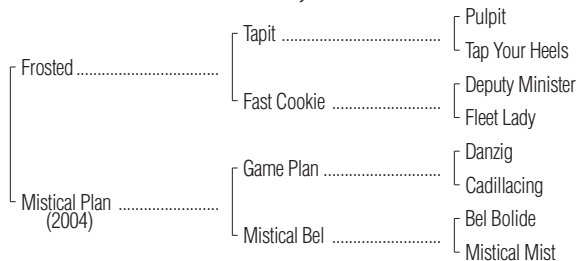 Pulpit
Tapit ..............................
Tap Your Heels
Frosted ...............................
Deputy Minister
Fast Cookie .........................
Fleet Lady
Danzig
Game Plan .........................
Cadillacing
Mistical Plan ......................
(2004)
Bel Bolide
Mistical Bel ........................
Mistical Mist